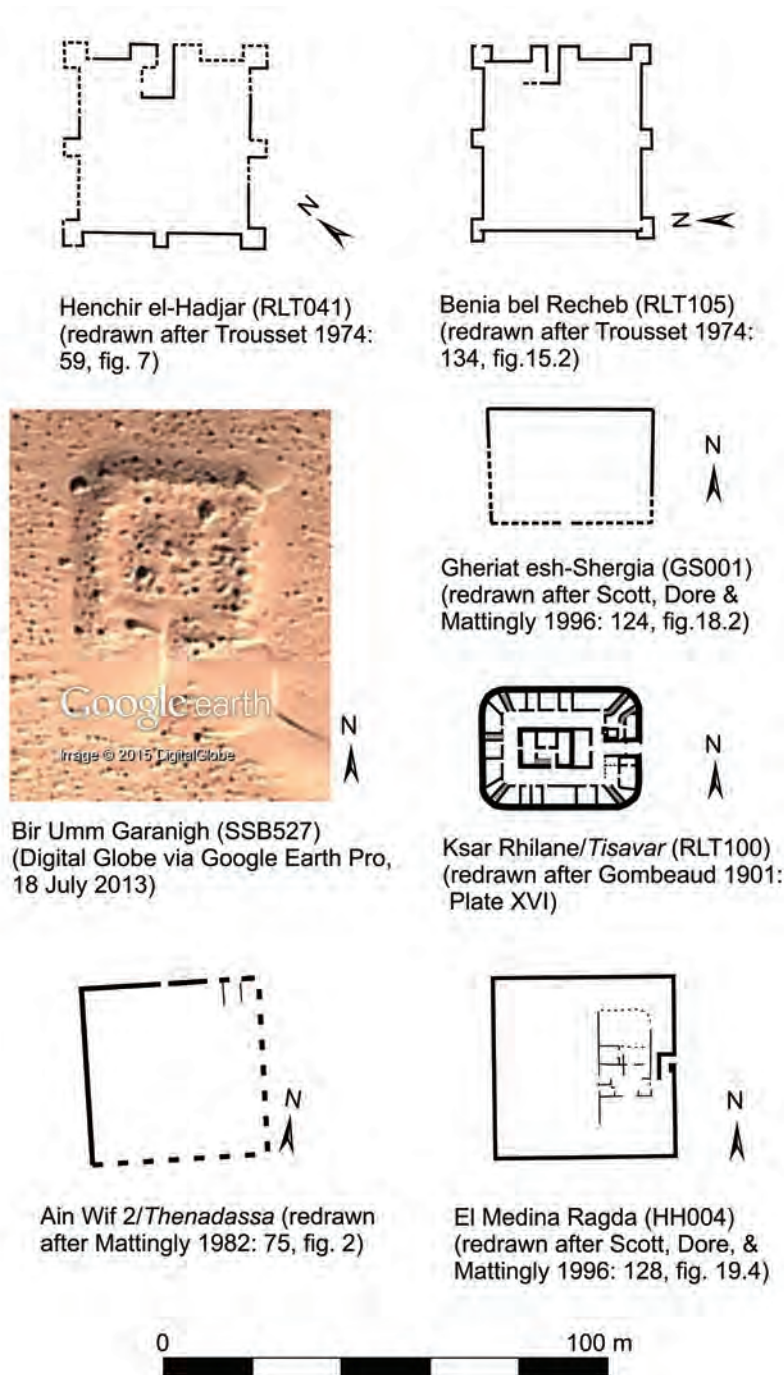 N
N
Henchir el-Hadjar (RLT041)
(redrawn after Trousset 1974:
59, fig. 7)
Benia bel Recheb (RLT105)
(redrawn after Trousset 1974:
134, fig.15.2)
N
Gheriat esh-Shergia (GS001)
(redrawn after Scott, Dore &
Mattingly 1996: 124, fig.18.2)
Google earth
Image © 2015 DigitalGlobe
N
Bir Umm Garanigh (SSB527)
(Digital Globe via Google Earth Pro,
18 July 2013)
N
Ksar Rhilane/Tisavar (RLT100)
(redrawn after Gombeaud 1901:
Plate XVI)
N
Ain Wif 2/Thenadassa (redrawn
after Mattingly 1982: 75, fig. 2)
N
El Medina Ragda (HH004)
(redrawn after Scott, Dore, &
Mattingly 1996: 128, fig. 19.4)
0 100 m